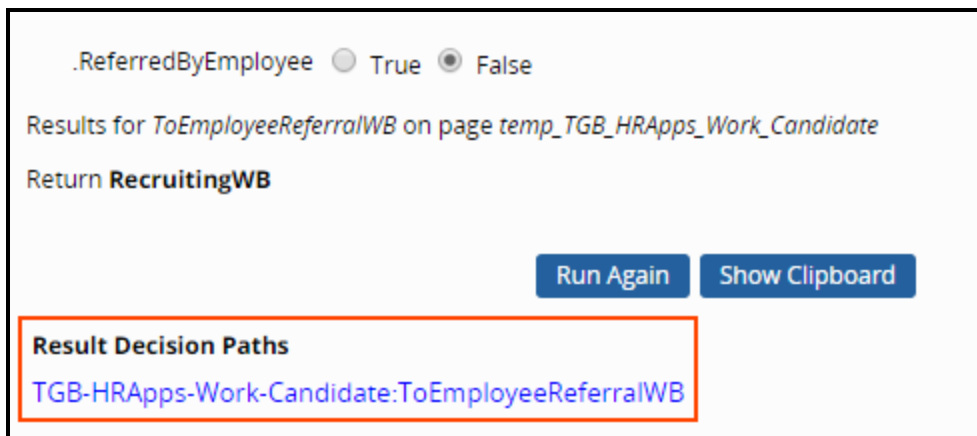 .ReferredByEmployee True False
Results for ToEmployeeReferralWB on page temp_TGB_HRApps_Work_Candidate
Return RecruitingWB
Run Again Show Clipboard
Result Decision Paths
TGB-HRApps-Work-Candidate:ToEmployeeReferralWB